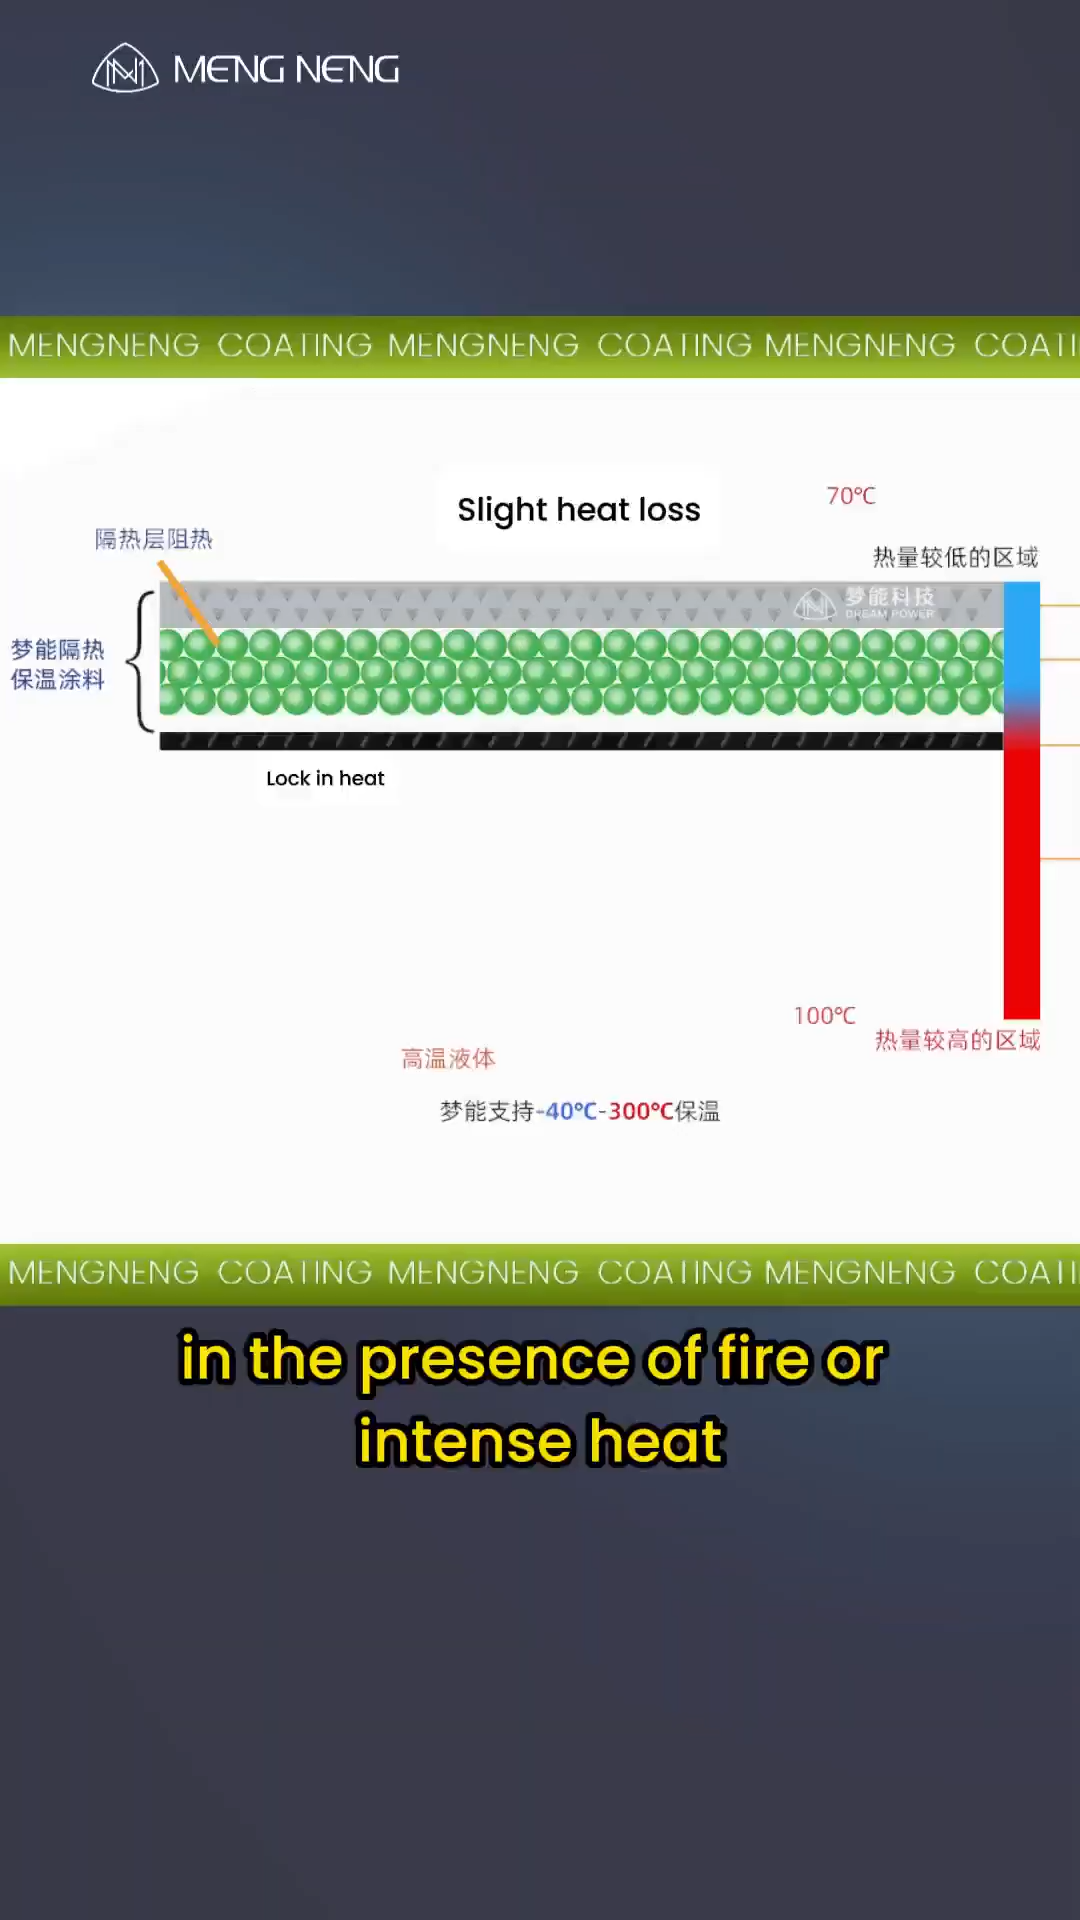 MENG NENG
MENGNENG COATING MENGNENG COATING MENGNENG COATI
Slight heat loss
70℃
隔热层阻热
热量较低的区域
梦能科技
DREAM POWER
梦能隔热
保温涂料
Lock in heat
100℃
热量较高的区域
高温液体
梦能支持-40℃-300℃保温
MENGNENG COATING MENGNENG COATING MENGNENG COATI
in the presence of fire or
intense heat